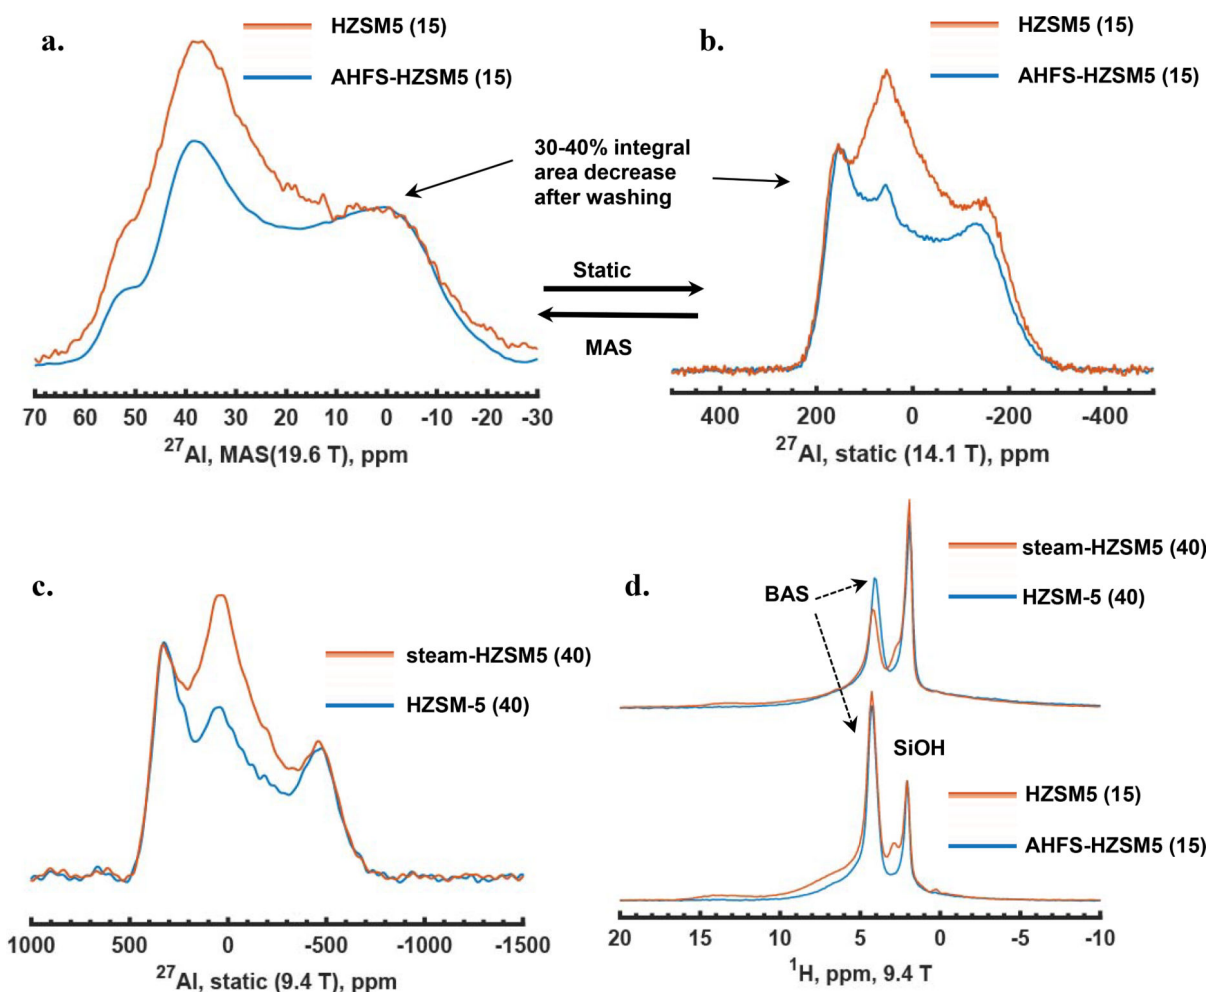 a.
HZSM5 (15)
AHFS-HZSM5 (15)
70 60 50 40 30 20 10 0 -10 -20 -30
27Al, MAS(19.6 T), ppm
30-40% integral
area decrease
after washing
Static
MAS
b.
HZSM5 (15)
AHFS-HZSM5 (15)
400 200 0 -200 -400
27Al, static (14.1 T), ppm
c.
steam-HZSM5 (40)
HZSM-5 (40)
1000 500 0 -500 -1000 -1500
27Al, static (9.4 T), ppm
d.
steam-HZSM5 (40)
HZSM-5 (40)
BAS
SiOH
HZSM5 (15)
AHFS-HZSM5 (15)
20 15 10 5 0 -5 -10
1H, ppm, 9.4 T